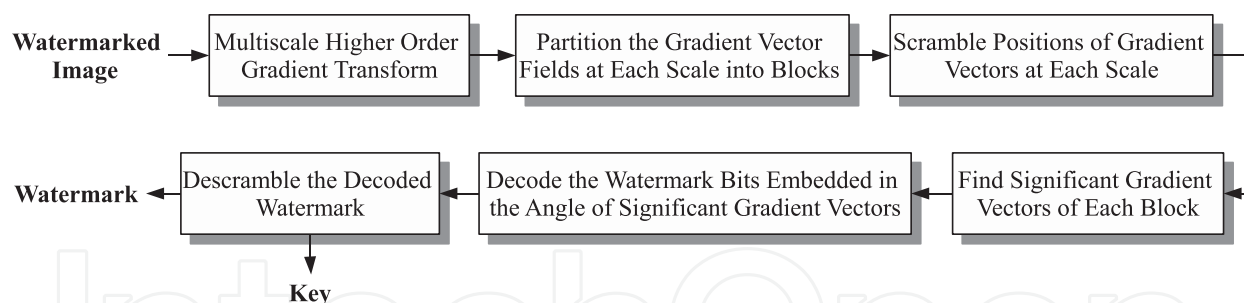 Watermarked
Image
Multiscale Higher Order
Gradient Transform
Partition the Gradient Vector
Fields at Each Scale into Blocks
Scramble Positions of Gradient
Vectors at Each Scale
Watermark
Descramble the Decoded
Watermark
Decode the Watermark Bits Embedded in
the Angle of Significant Gradient Vectors
Find Significant Gradient
Vectors of Each Block
Key